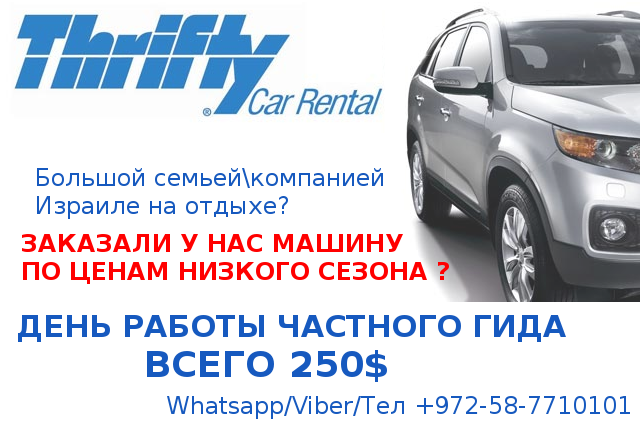 Thrifty
® Car Rental
Большой семьей\компанией
Израиле на отдыхе?
ЗАКАЗАЛИ У НАС МАШИНУ
ПО ЦЕНАМ НИЗКОГО СЕЗОНА ?
ДЕНЬ РАБОТЫ ЧАСТНОГО ГИДА
ВСЕГО 250$
Whatsapp/Viber/Тел +972-58-7710101